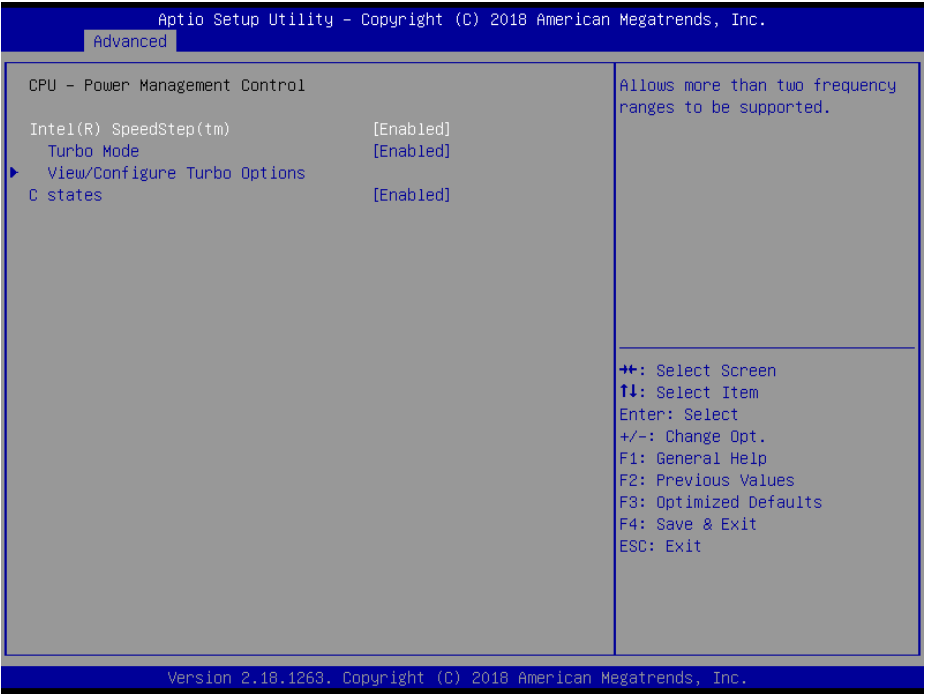 Aptio Setup Utility – Copyright (C) 2018 American Megatrends, Inc.
Advanced
CPU – Power Management Control
Intel(R) SpeedStep(tm) [Enabled]
Turbo Mode [Enabled]
View/Configure Turbo Options
C states [Enabled]
Allows more than two frequency
ranges to be supported.
→←: Select Screen
↑↓: Select Item
Enter: Select
+/-: Change Opt.
F1: General Help
F2: Previous Values
F3: Optimized Defaults
F4: Save & Exit
ESC: Exit
Version 2.18.1263. Copyright (C) 2018 American Megatrends, Inc.